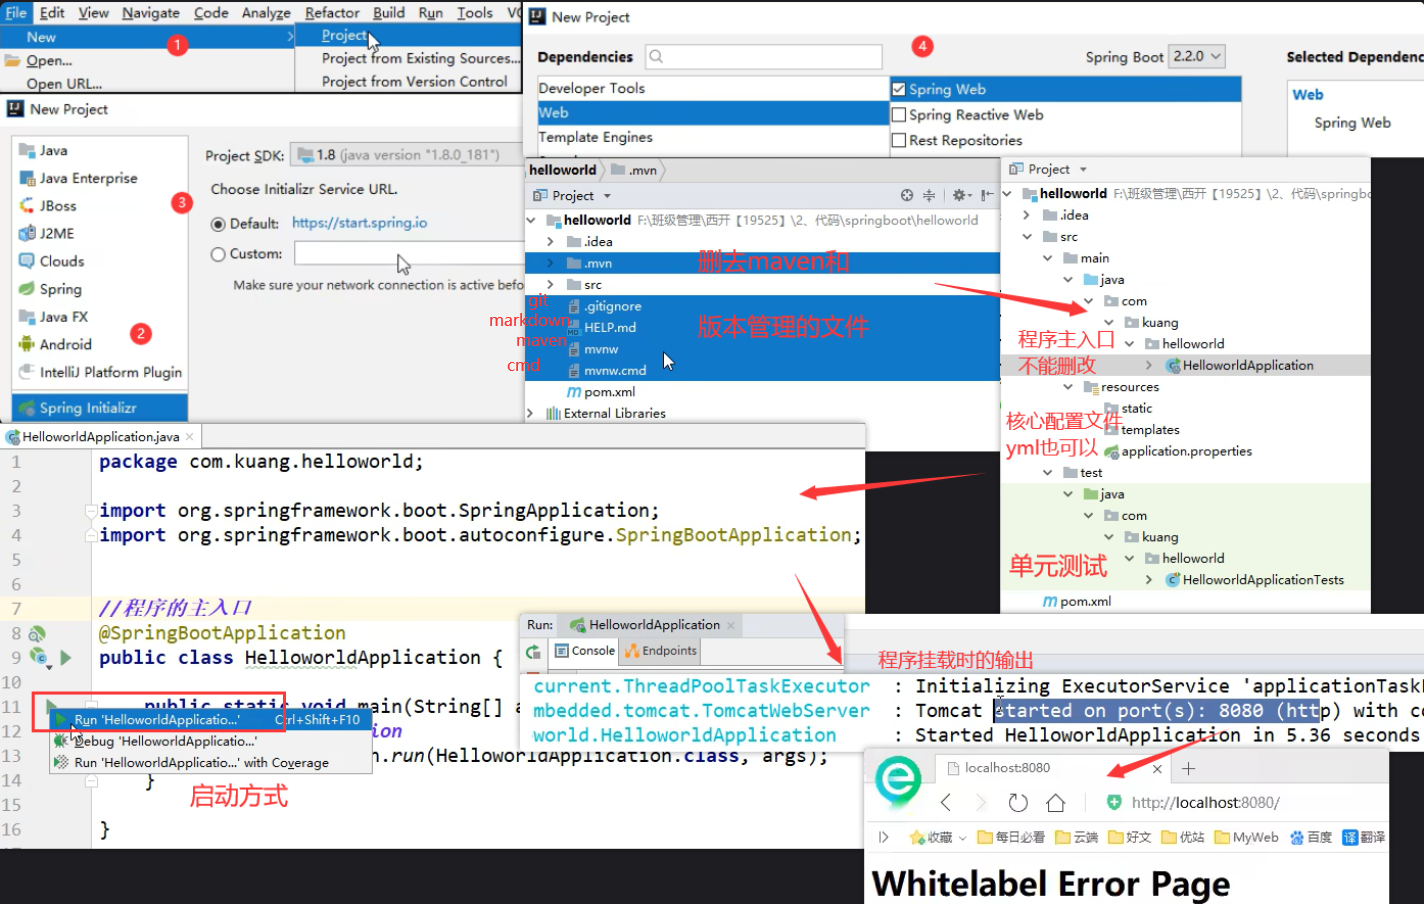 File Edit View Navigate Code Analyze Refactor Build Run Tools
New
Open...
Open URL...
1
Project
Project from Existing Sources...
Project from Version Control
New Project
Java
Java Enterprise
JBoss
J2ME
Clouds
Spring
Java FX
Android
IntelliJ Platform Plugin
Spring Initializr
2
3
Project SDK: 1.8 (java version "1.8.0_181")
Choose Initializr Service URL.
Default: https://start.spring.io
Custom:
Make sure your network connection is active befo
New Project
Dependencies
4
Spring Boot 2.2.0
Selected Dependenc
Developer Tools
Web
Template Engines
Spring Web
Spring Reactive Web
Rest Repositories
Web
Spring Web
helloworld .mvn
Project
helloworld F:\班级管理\西开【19525】\2、代码\springboot\helloworld
.idea
.mvn
src
.gitignore
HELP.md
mvnw
mvnw.cmd
pom.xml
External Libraries
git
markdown
maven
cmd
删去maven和
版本管理的文件
Project
helloworld F:\班级管理\西开【19525】\2、代码\springbo
.idea
src
main
java
com
kuang
helloworld
HelloworldApplication
resources
static
templates
application.properties
test
java
com
kuang
helloworld
HelloworldApplicationTests
pom.xml
程序主入口
不能删改
核心配置文件
yml也可以
单元测试
HelloworldApplication.java
1 package com.kuang.helloworld;
2
3 import org.springframework.boot.SpringApplication;
4 import org.springframework.boot.autoconfigure.SpringBootApplication;
5
6
7 //程序的主入口
8 @SpringBootApplication
9 public class HelloworldApplication {
10
11 public static void main(String[] a
12 ion
13 n.run(HelloworldApplication.class, args);
14 }
15
16 }
Run 'HelloworldApplicatio...' Ctrl+Shift+F10
Debug 'HelloworldApplicatio...'
Run 'HelloworldApplicatio...' with Coverage
启动方式
Run: HelloworldApplication
Console Endpoints
程序挂载时的输出
current.ThreadPoolTaskExecutor : Initializing ExecutorService 'applicationTaskE
mbedded.tomcat.TomcatWebServer : Tomcat started on port(s): 8080 (http) with co
world.HelloworldApplication : Started HelloworldApplication in 5.36 seconds
localhost:8080
http://localhost:8080/
收藏 每日必看 云端 好文 优站 MyWeb 百度 译 翻译
Whitelabel Error Page